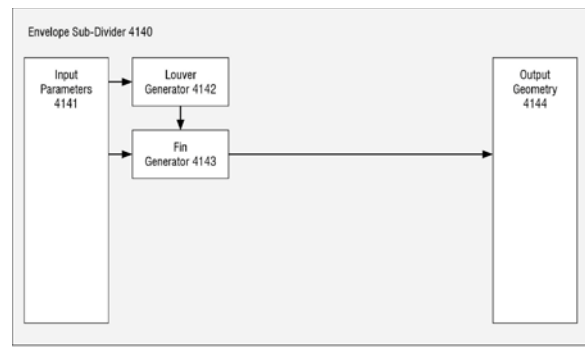 Envelope Sub-Divider 4140
Input
Parameters
4141
Louver
Generator 4142
Fin
Generator 4143
Output
Geometry
4144